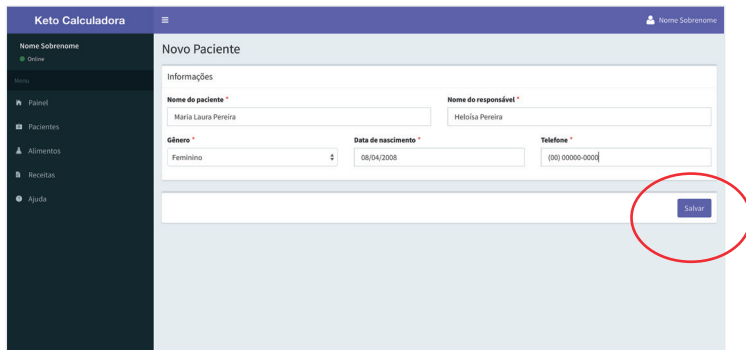 Keto Calculadora
Nome Sobrenome
Nome Sobrenome
Online
Menu
Painel
Pacientes
Alimentos
Receitas
Ajuda
Novo Paciente
Informações
Nome do paciente * Nome do responsável *
Maria Laura Pereira Heloísa Pereira
Gênero * Data de nascimento * Telefone *
Feminino 08/04/2008 (00) 00000-0000
Salvar